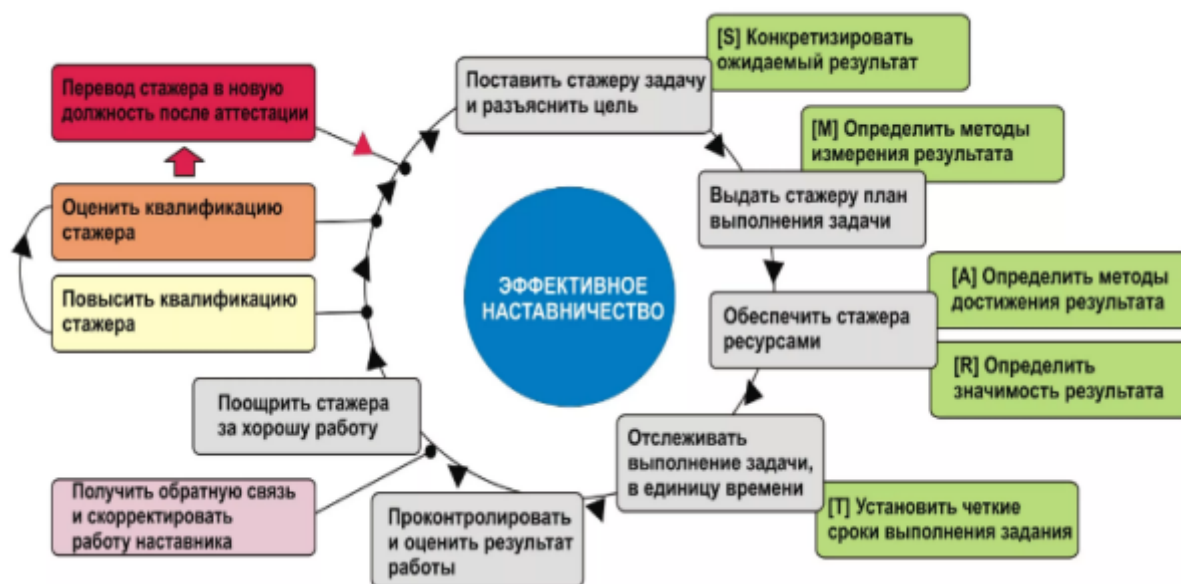 [S] Конкретизировать
ожидаемый результат
Поставить стажеру задачу
и разъяснить цель
Перевод стажера в новую
должность после аттестации
[M] Определить методы
измерения результата
Выдать стажеру план
выполнения задачи
Оценить квалификацию
стажера
ЭФФЕКТИВНОЕ
НАСТАВНИЧЕСТВО
[A] Определить методы
достижения результата
Повысить квалификацию
стажера
Обеспечить стажера
ресурсами
[R] Определить
значимость результата
Поощрить стажера
за хорошу работу
Отслеживать
выполнение задачи,
в единицу времени
Получить обратную связь
и скорректировать
работу наставника
Проконтролировать
и оценить результат
работы
[T] Установить четкие
сроки выполнения задания